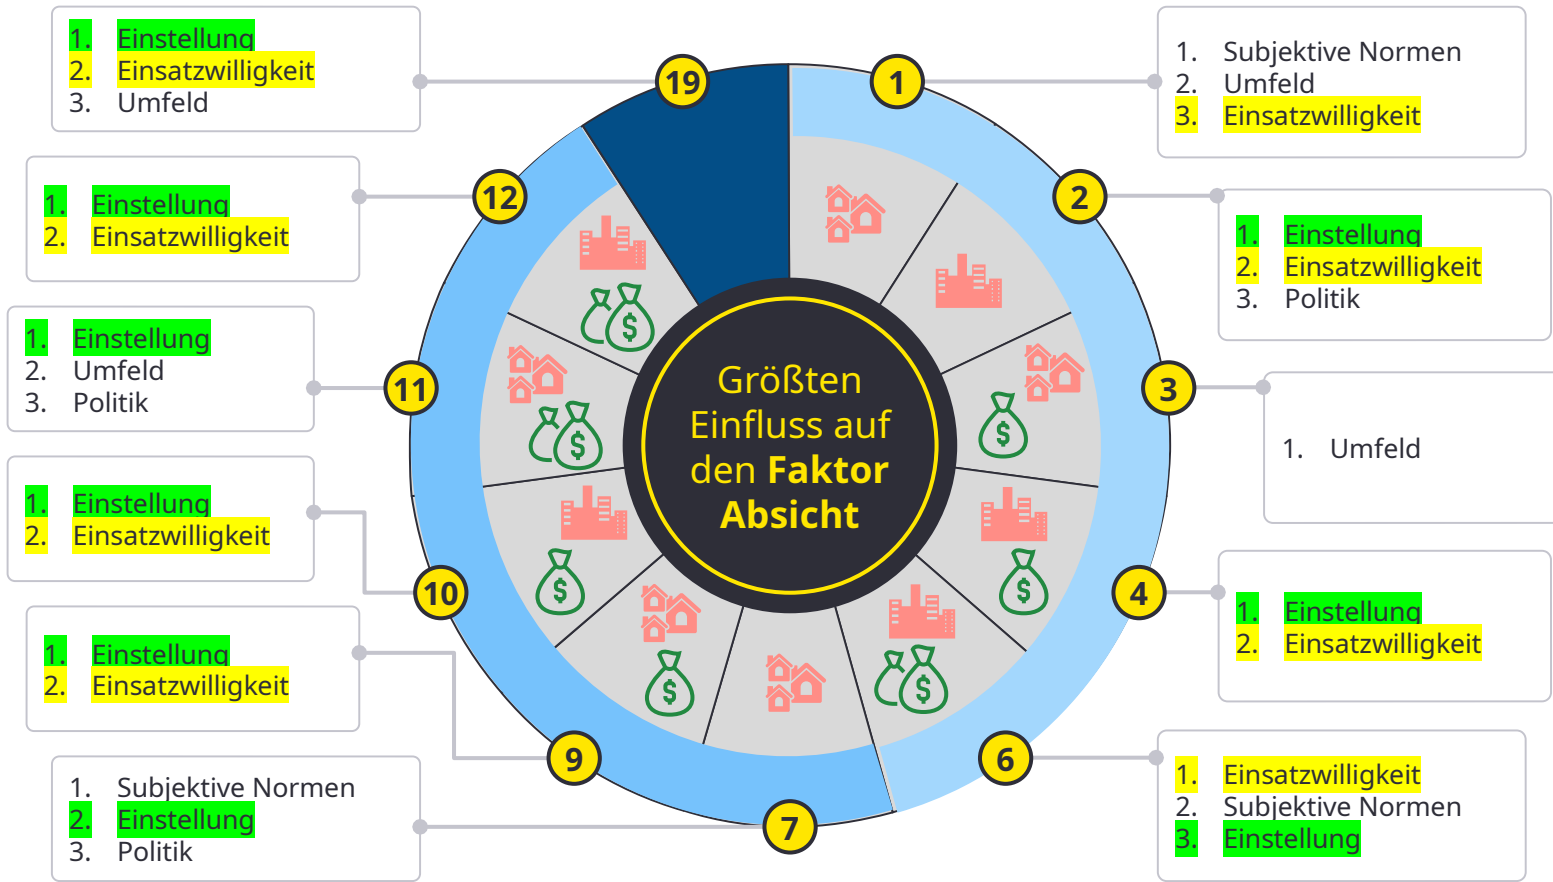 1. Einstellung
2. Einsatzwilligkeit
3. Umfeld
19
1
1. Subjektive Normen
2. Umfeld
3. Einsatzwilligkeit
1. Einstellung
2. Einsatzwilligkeit
12
2
1. Einstellung
2. Einsatzwilligkeit
3. Politik
1. Einstellung
2. Umfeld
3. Politik
11
3
1. Umfeld
Größten
Einfluss auf
den Faktor
Absicht
$
$
$
$
$
$
$
1. Einstellung
2. Einsatzwilligkeit
10
4
1. Einstellung
2. Einsatzwilligkeit
1. Einstellung
2. Einsatzwilligkeit
9
6
1. Einsatzwilligkeit
2. Subjektive Normen
3. Einstellung
1. Subjektive Normen
2. Einstellung
3. Politik
7